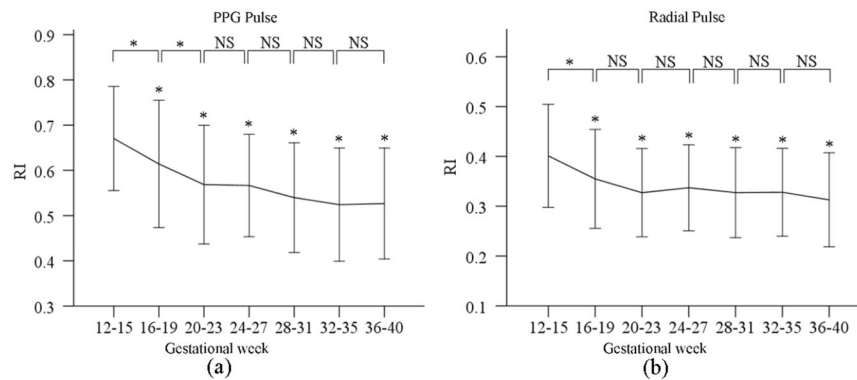 PPG Pulse
0.9
* * NS NS NS NS
0.8
* * * * * *
0.7
RI
0.6
0.5
0.4
0.3
12-15 16-19 20-23 24-27 28-31 32-35 36-40
Gestational week
(a)
Radial Pulse
0.6
* NS NS NS NS NS
0.5
* * * * * *
0.4
RI
0.3
0.2
0.1
12-15 16-19 20-23 24-27 28-31 32-35 36-40
Gestational week
(b)